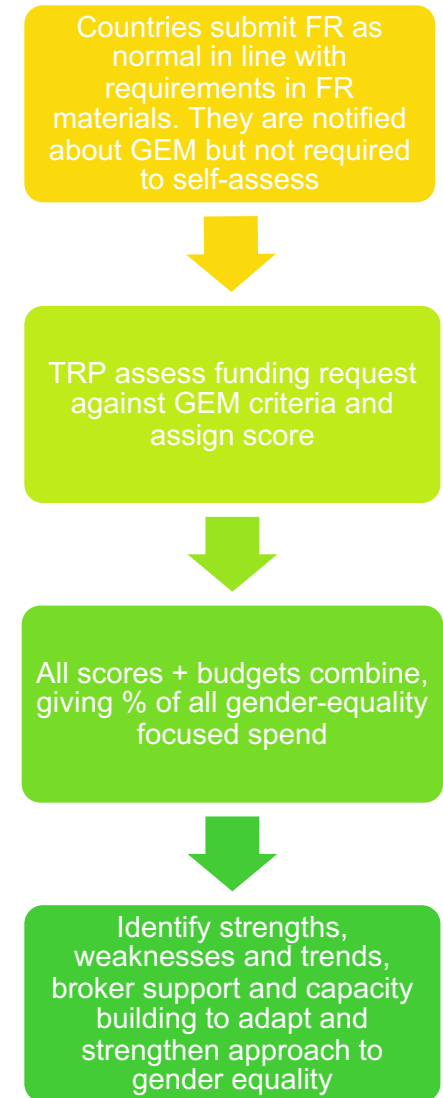 Countries submit FR as
normal in line with
requirements in FR
materials. They are notified
about GEM but not required
to self-assess
TRP assess funding request
against GEM criteria and
assign score
All scores + budgets combine,
giving % of all gender-equality
focused spend
Identify strengths,
weaknesses and trends,
broker support and capacity
building to adapt and
strengthen approach to
gender equality